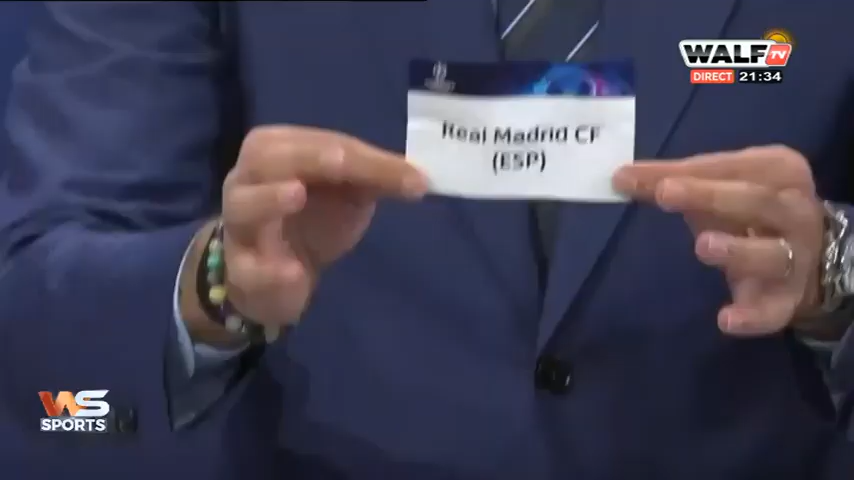 WALF TV
DIRECT 21:34
Real Madrid CF
(ESP)
WS
SPORTS